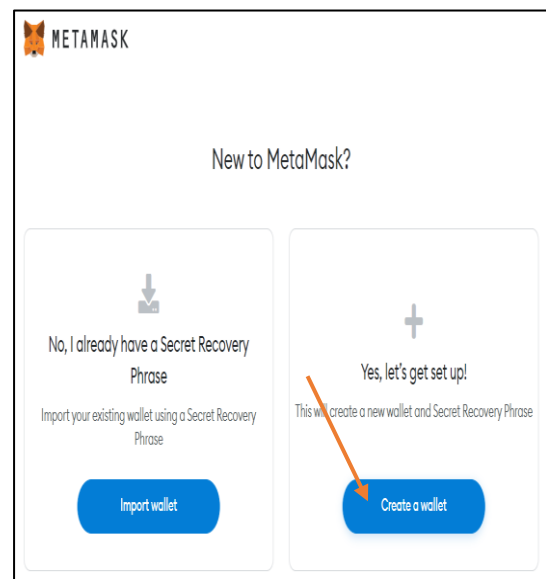 METAMASK
New to MetaMask?
No, I already have a Secret Recovery
Phrase
Import your existing wallet using a Secret Recovery
Phrase
Import wallet
Yes, let's get set up!
This will create a new wallet and Secret Recovery Phrase
Create a wallet